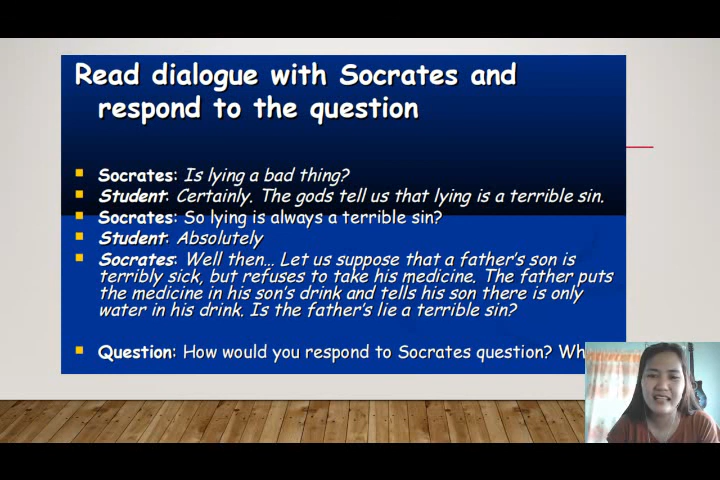 Read dialogue with Socrates and
respond to the question
Socrates: Is lying a bad thing?
Student: Certainly. The gods tell us that lying is a terrible sin.
Socrates: So lying is always a terrible sin?
Student: Absolutely
Socrates: Well then... Let us suppose that a father's son is
terribly sick, but refuses to take his medicine. The father puts
the medicine in his son's drink and tells his son there is only
water in his drink. Is the father's lie a terrible sin?
Question: How would you respond to Socrates question?